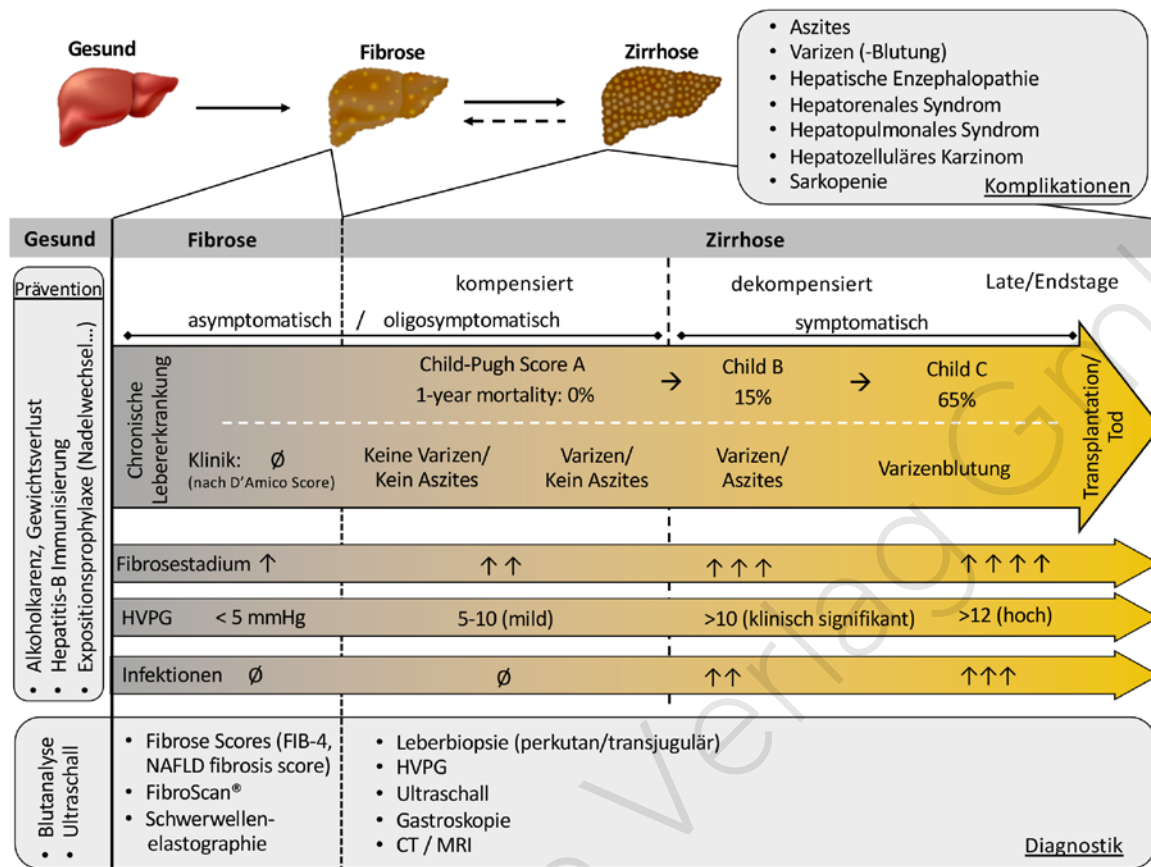 Gesund
Fibrose
Zirrhose
• Aszites
• Varizen (-Blutung)
• Hepatische Enzephalopathie
• Hepatorenales Syndrom
• Hepatopulmonales Syndrom
• Hepatozelluläres Karzinom
• Sarkopenie
Komplikationen
Gesund
Fibrose
Zirrhose
Prävention
• Alkoholkarenz, Gewichtsverlust
• Hepatitis-B Immunisierung
• Expositionsprophylaxe (Nadelwechsel...)
kompensiert
dekompensiert
Late/Endstage
asymptomatisch / oligosymptomatisch
symptomatisch
Chronische
Lebererkrankung
Child-Pugh Score A
1-year mortality: 0%
→
Child B
15%
→
Child C
65%
Klinik: Ø
(nach D'Amico Score)
Keine Varizen/
Kein Aszites
Varizen/
Kein Aszites
Varizen/
Aszites
Varizenblutung
Transplantation/
Tod
Fibrosestadium ↑ ↑↑ ↑↑↑ ↑↑↑↑
HVPG < 5 mmHg 5-10 (mild) >10 (klinisch signifikant) >12 (hoch)
Infektionen Ø Ø ↑↑ ↑↑↑
• Blutanalyse
• Ultraschall
• Fibrose Scores (FIB-4,
NAFLD fibrosis score)
• FibroScan®
• Schwerwellen-
elastographie
• Leberbiopsie (perkutan/transjugulär)
• HVPG
• Ultraschall
• Gastroskopie
• CT / MRI
Diagnostik
Verlag Gm